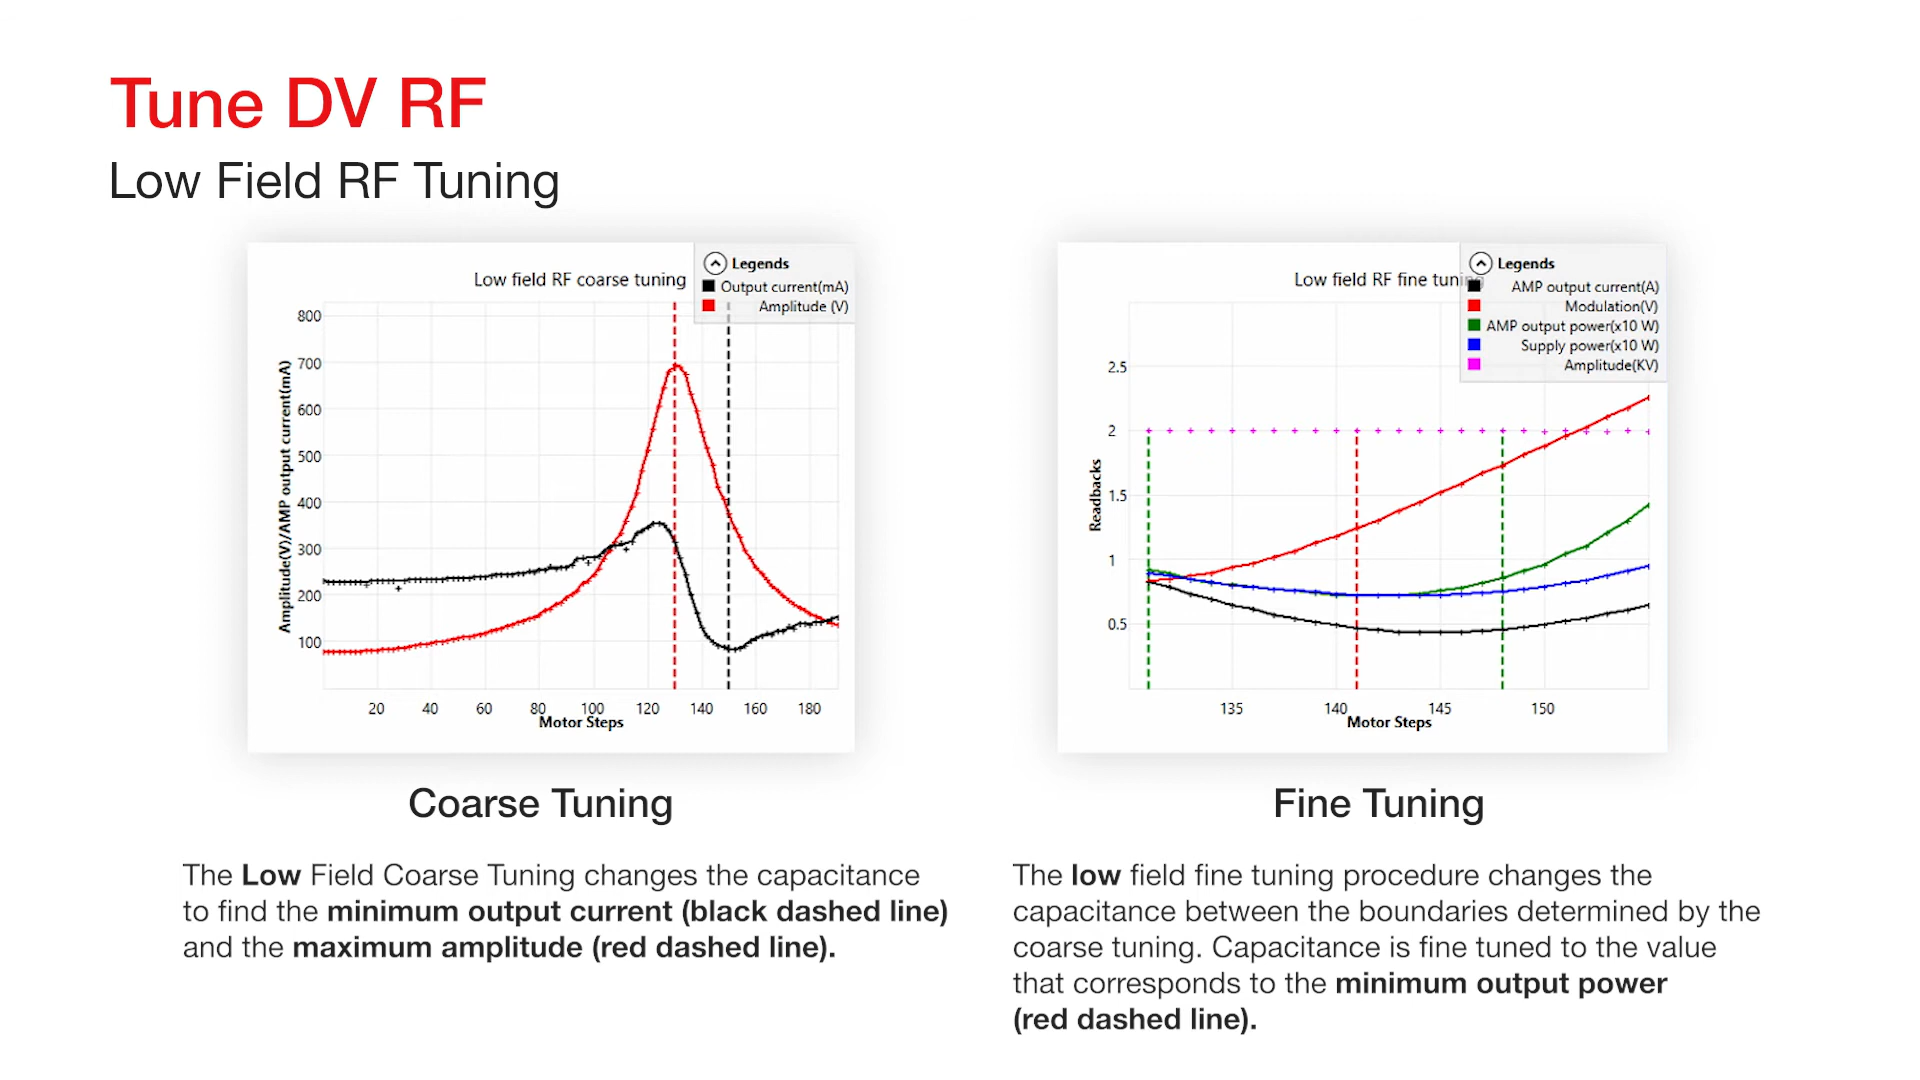 Tune DV RF
Low Field RF Tuning
Low field RF coarse tuning
Legends
Output current(mA)
Amplitude (V)
Amplitude(V)/AMP output current(mA)
800
700
600
500
400
300
200
100
20 40 60 80 100 120 140 160 180
Motor Steps
Coarse Tuning
The Low Field Coarse Tuning changes the capacitance
to find the minimum output current (black dashed line)
and the maximum amplitude (red dashed line).
Low field RF fine tuning
Legends
AMP output current(A)
Modulation(V)
AMP output power(x10 W)
Supply power(x10 W)
Amplitude(KV)
Readbacks
2.5
2
1.5
1
0.5
135 140 145 150
Motor Steps
Fine Tuning
The low field fine tuning procedure changes the
capacitance between the boundaries determined by the
coarse tuning. Capacitance is fine tuned to the value
that corresponds to the minimum output power
(red dashed line).